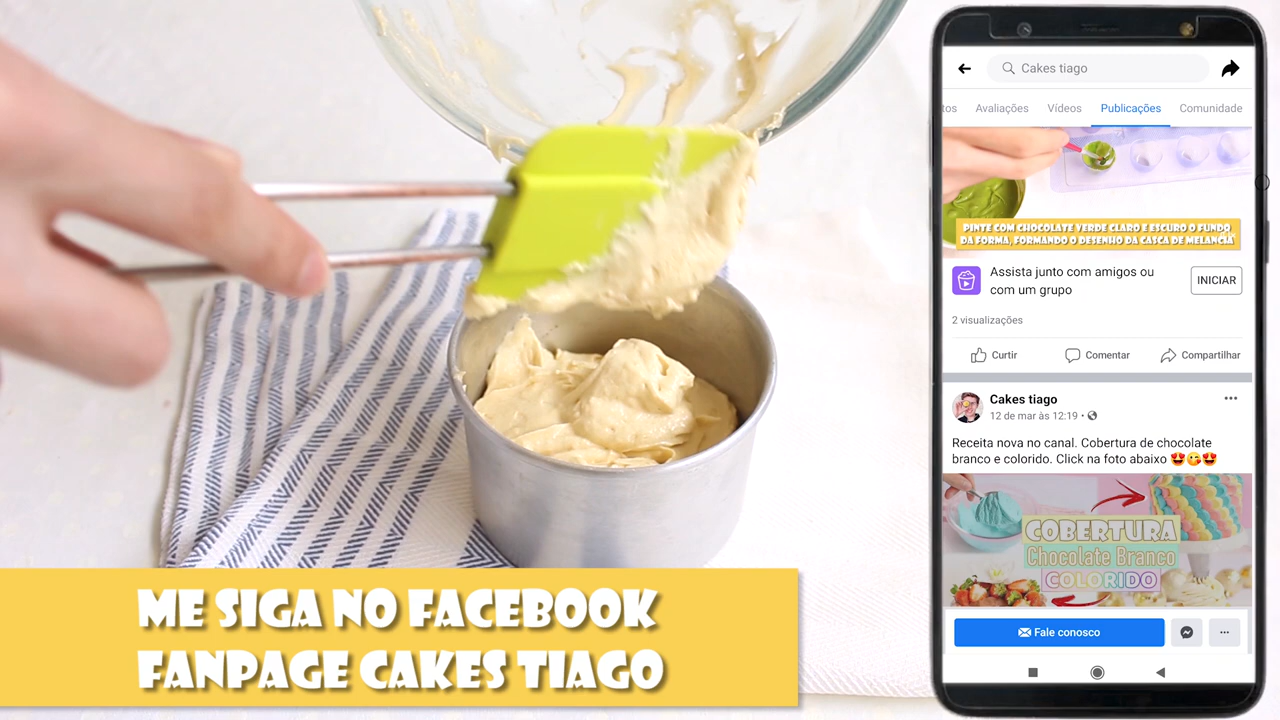 ME SIGA NO FACEBOOK
FANPAGE CAKES TIAGO
Cakes tiago
tos Avaliações Vídeos Publicações Comunidade
PINTE COM CHOCOLATE VERDE CLARO E ESCURO O FUNDO
DA FORMA, FORMANDO O DESENHO DA CASCA DE MELANCIA
Assista junto com amigos ou
com um grupo
INICIAR
2 visualizações
Curtir Comentar Compartilhar
Cakes tiago
12 de mar às 12:19
Receita nova no canal. Cobertura de chocolate
branco e colorido. Click na foto abaixo 😍😘😍
COBERTURA
Chocolate Branco
COLORIDO
Fale conosco